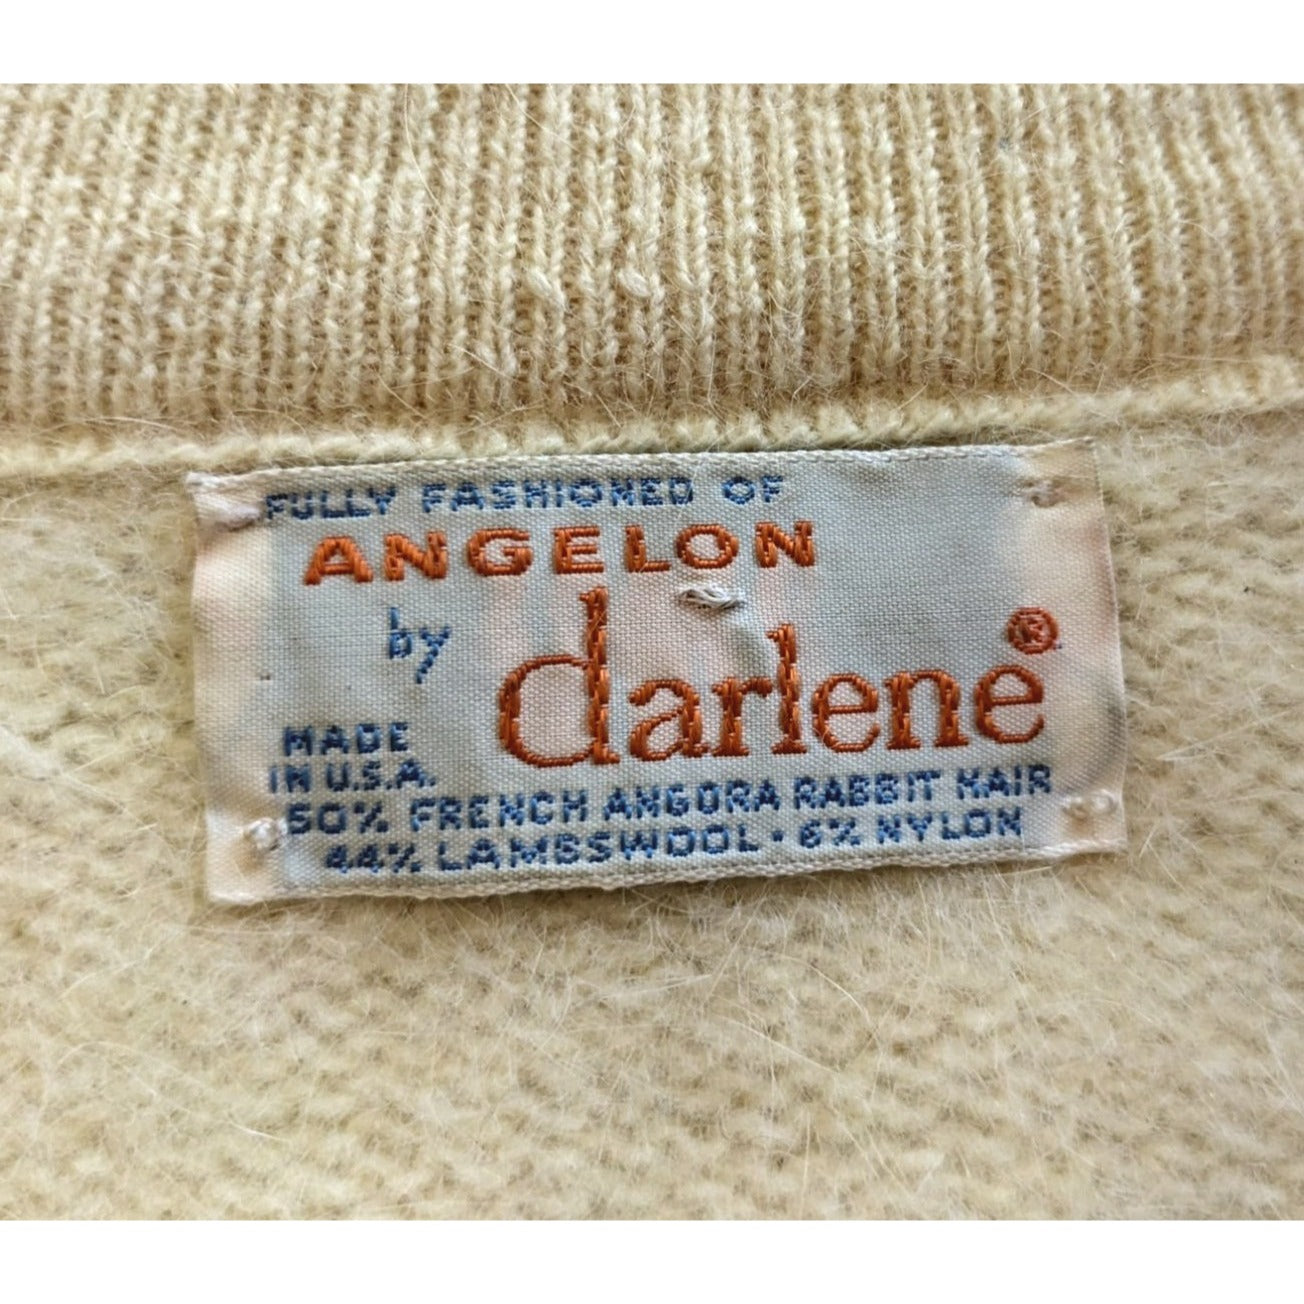 FULLY FASHIONED OF
ANGELON
by darlene®
MADE
IN U.S.A.
50% FRENCH ANGORA RABBIT HAIR
44% LAMBSWOOL • 6% NYLON